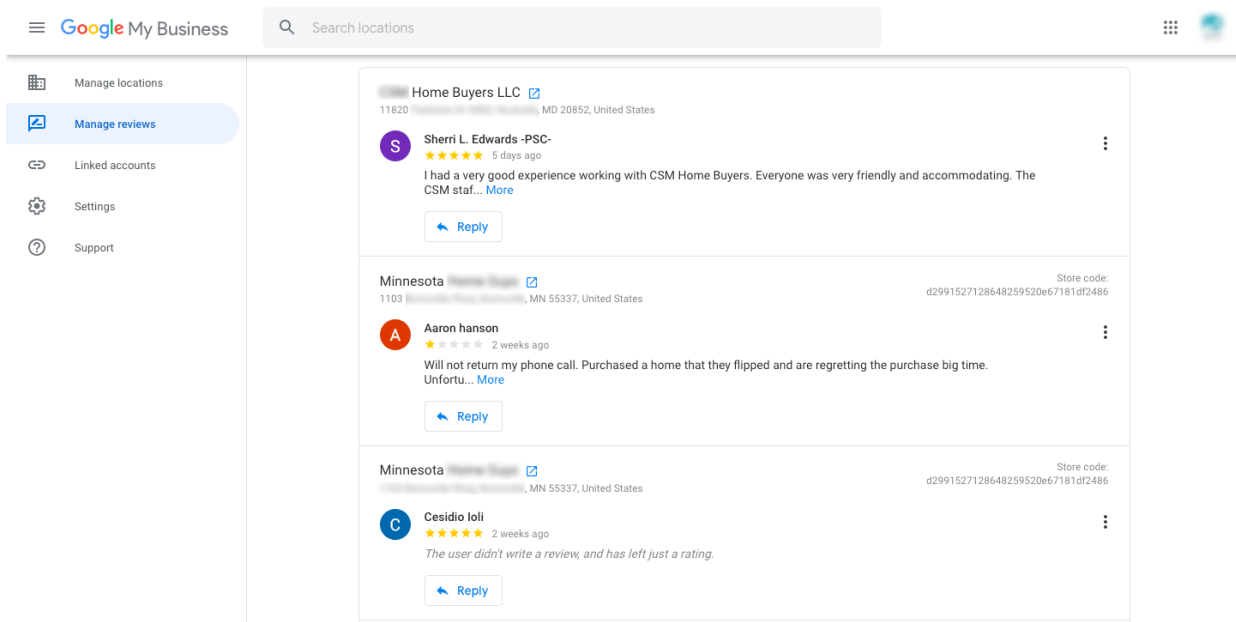 Google My Business
Search locations
Manage locations
Manage reviews
Linked accounts
Settings
Support
Home Buyers LLC
11820 MD 20852, United States
S
Sherri L. Edwards -PSC-
5 days ago
I had a very good experience working with CSM Home Buyers. Everyone was very friendly and accommodating. The
CSM staf... More
Reply
Minnesota
Store code:
1103 , MN 55337, United States
d2991527128648259520e67181df2486
A
Aaron hanson
2 weeks ago
Will not return my phone call. Purchased a home that they flipped and are regretting the purchase big time.
Unfortu... More
Reply
Minnesota
Store code:
, MN 55337, United States
d2991527128648259520e67181df2486
C
Cesidio Ioli
2 weeks ago
The user didn't write a review, and has left just a rating.
Reply